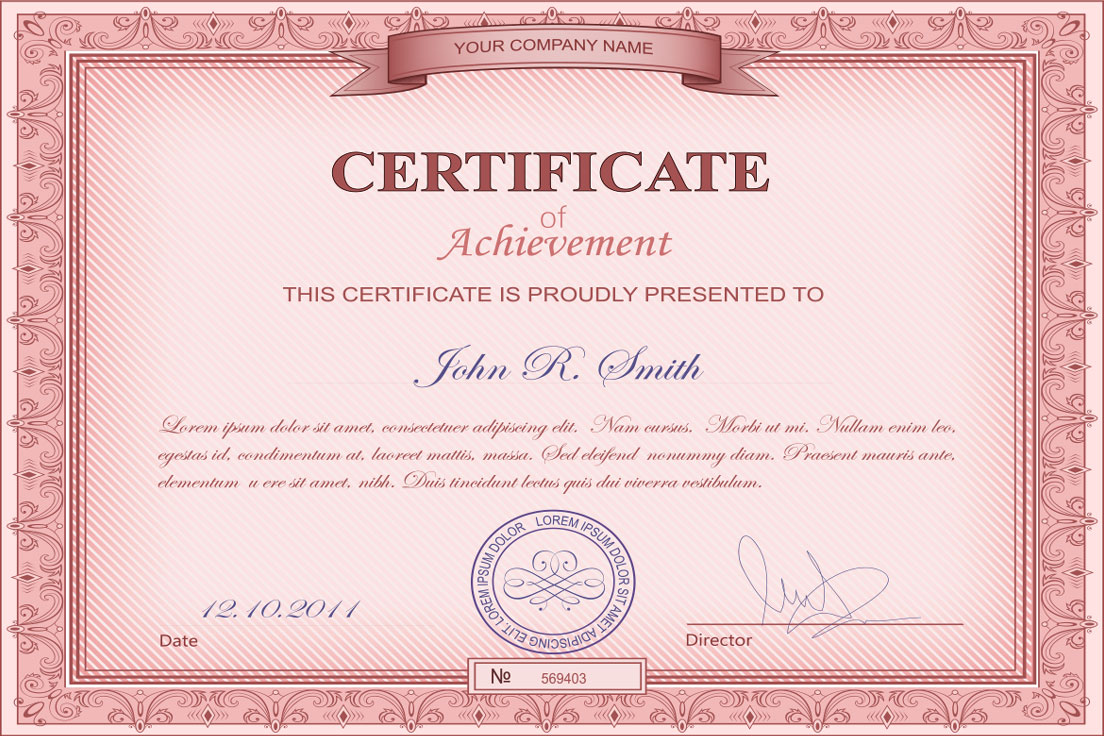 YOUR COMPANY NAME
CERTIFICATE
of
Achievement
THIS CERTIFICATE IS PROUDLY PRESENTED TO
John R. Smith
Lorem ipsum dolor sit amet, consectetuer adipiscing elit. Nam cursus. Morbi ut mi. Nullam enim leo,
egestas id, condimentum at, laoreet mattis, massa. Sed eleifend nonummy diam. Praesent mauris ante,
elementum u ere sit amet, nibh. Duis tincidunt lectus quis dui viverra vestibulum.
LOREM IPSUM DOLOR SIT AMET ADIPISCING ELIT. LOREM IPSUM DOLOR
12.10.2011
Date
Director
№ 569403